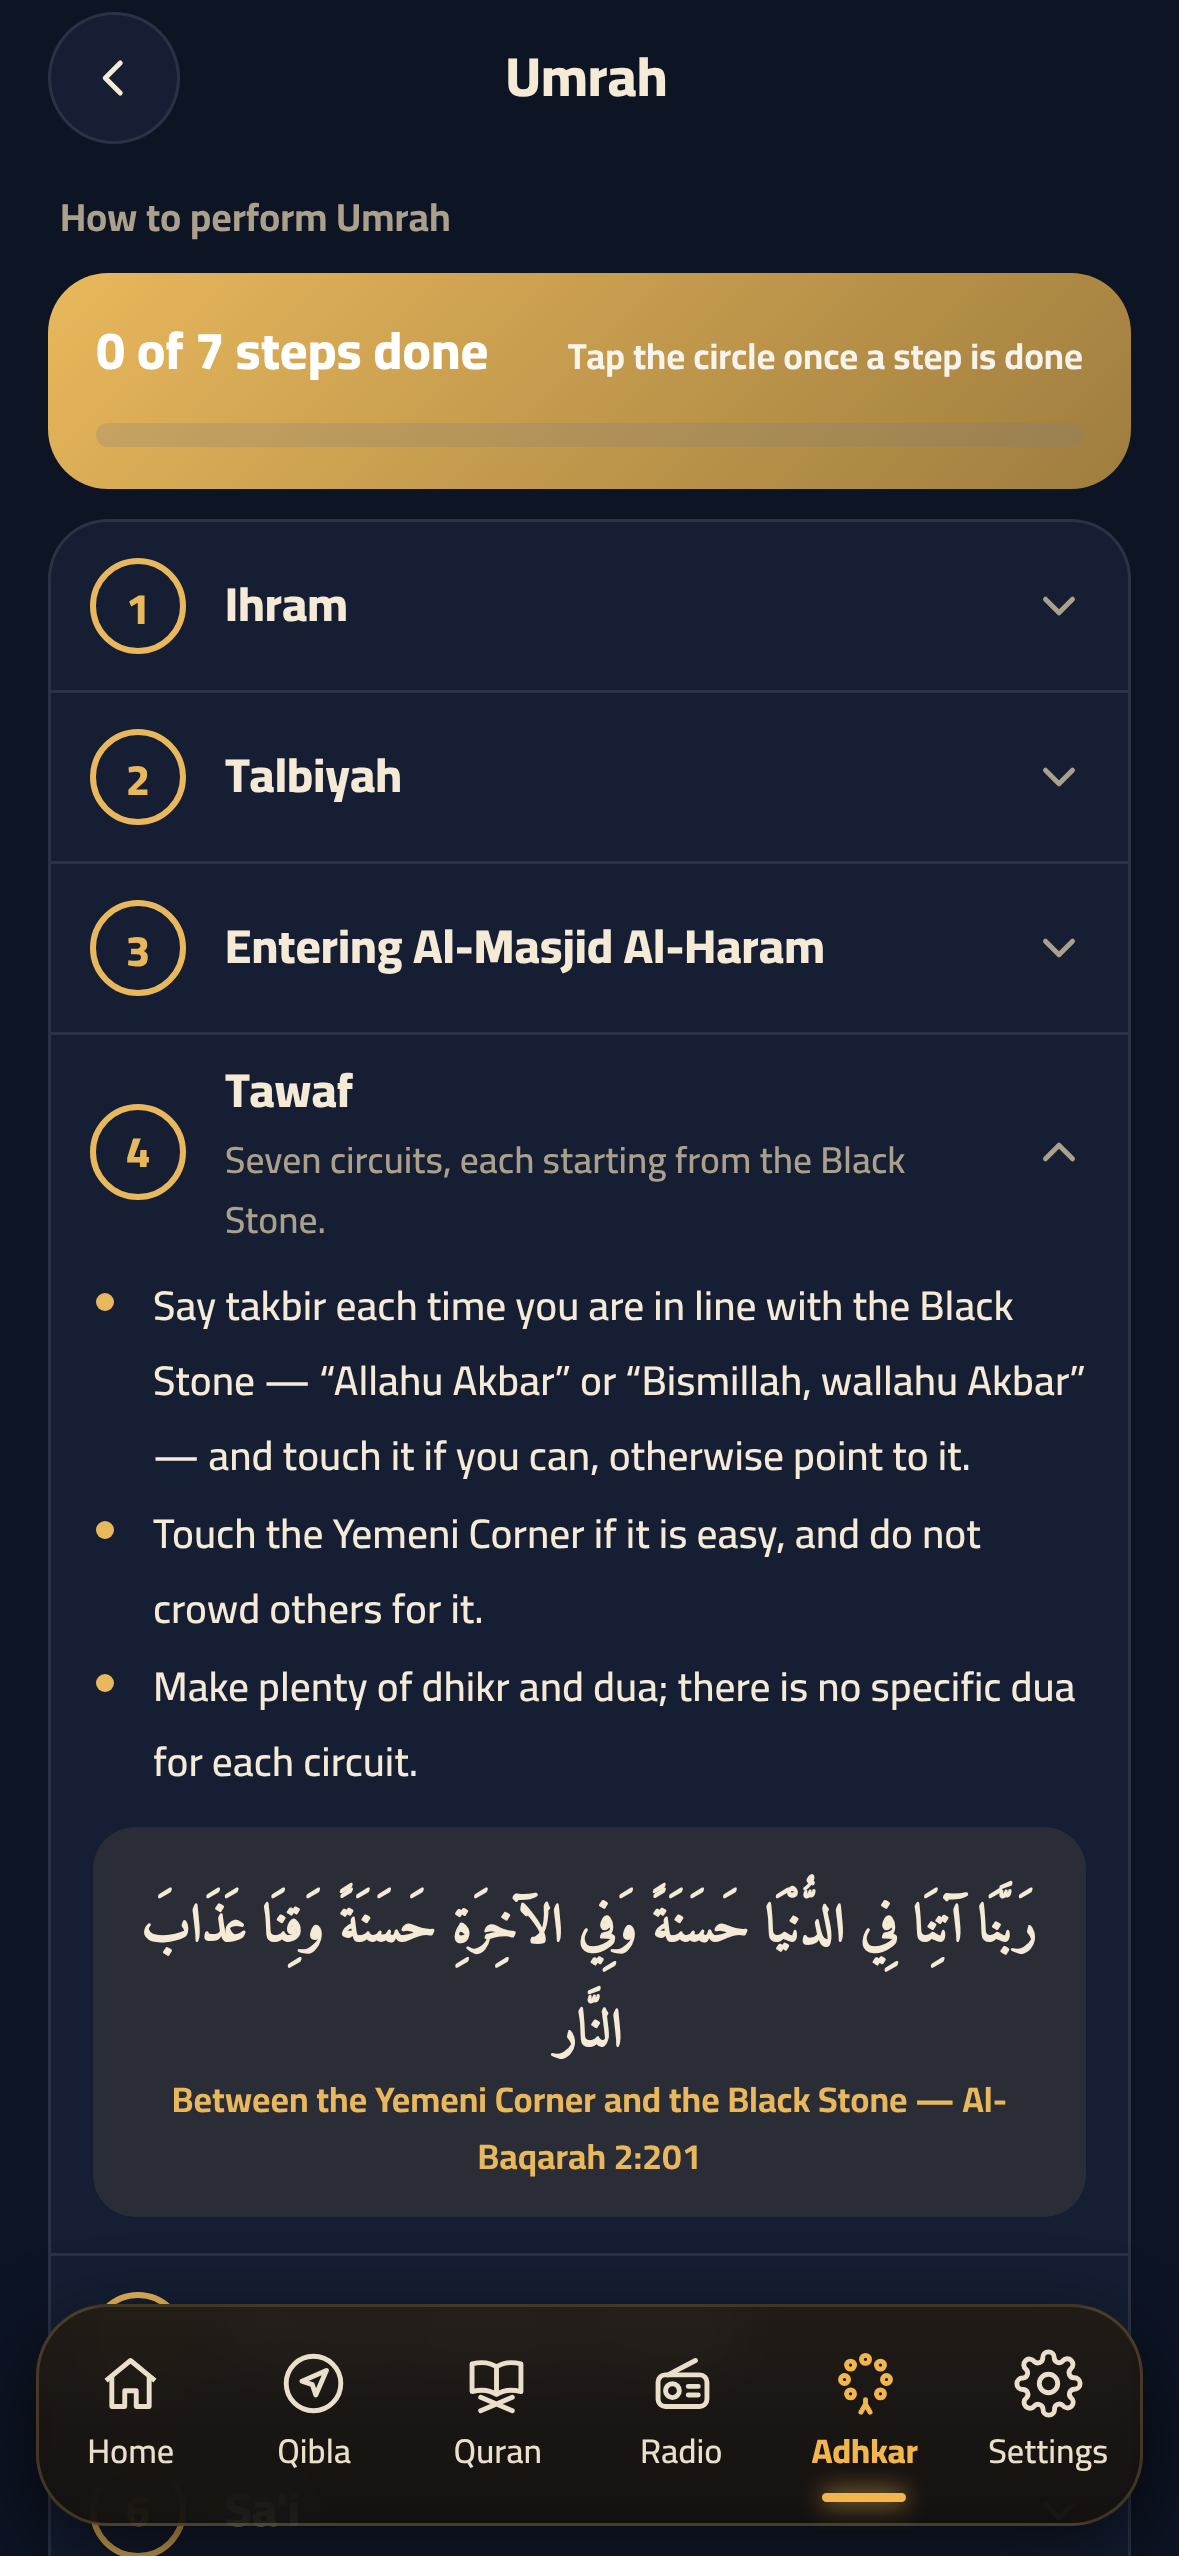 Umrah
How to perform Umrah
0 of 7 steps done
Tap the circle once a step is done
1
Ihram
2
Talbiyah
3
Entering Al-Masjid Al-Haram
4
Tawaf
Seven circuits, each starting from the Black
Stone.
Say takbir each time you are in line with the Black
Stone — “Allahu Akbar” or “Bismillah, wallahu Akbar”
— and touch it if you can, otherwise point to it.
Touch the Yemeni Corner if it is easy, and do not
crowd others for it.
Make plenty of dhikr and dua; there is no specific dua
for each circuit.
رَبَّنَا آتِنَا فِي الدُّنْيَا حَسَنَةً وَفِي الآخِرَةِ حَسَنَةً وَقِنَا عَذَابَ
النَّار
Between the Yemeni Corner and the Black Stone — Al-
Baqarah 2:201
Home
Qibla
Quran
Radio
Adhkar
Settings
6
Sa'i